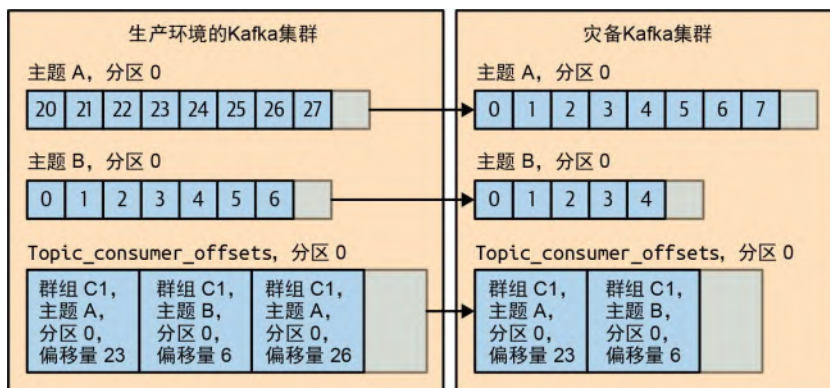 生产环境的Kafka集群
主题 A，分区 0
20 21 22 23 24 25 26 27
主题 B，分区 0
0 1 2 3 4 5 6
Topic_consumer_offsets，分区 0
群组 C1，
主题 A，
分区 0，
偏移量 23
群组 C1，
主题 B，
分区 0，
偏移量 6
群组 C1，
主题 A，
分区 0，
偏移量 26
灾备Kafka集群
主题 A，分区 0
0 1 2 3 4 5 6 7
主题 B，分区 0
0 1 2 3 4
Topic_consumer_offsets，分区 0
群组 C1，
主题 A，
分区 0，
偏移量 23
群组 C1，
主题 B，
分区 0，
偏移量 6